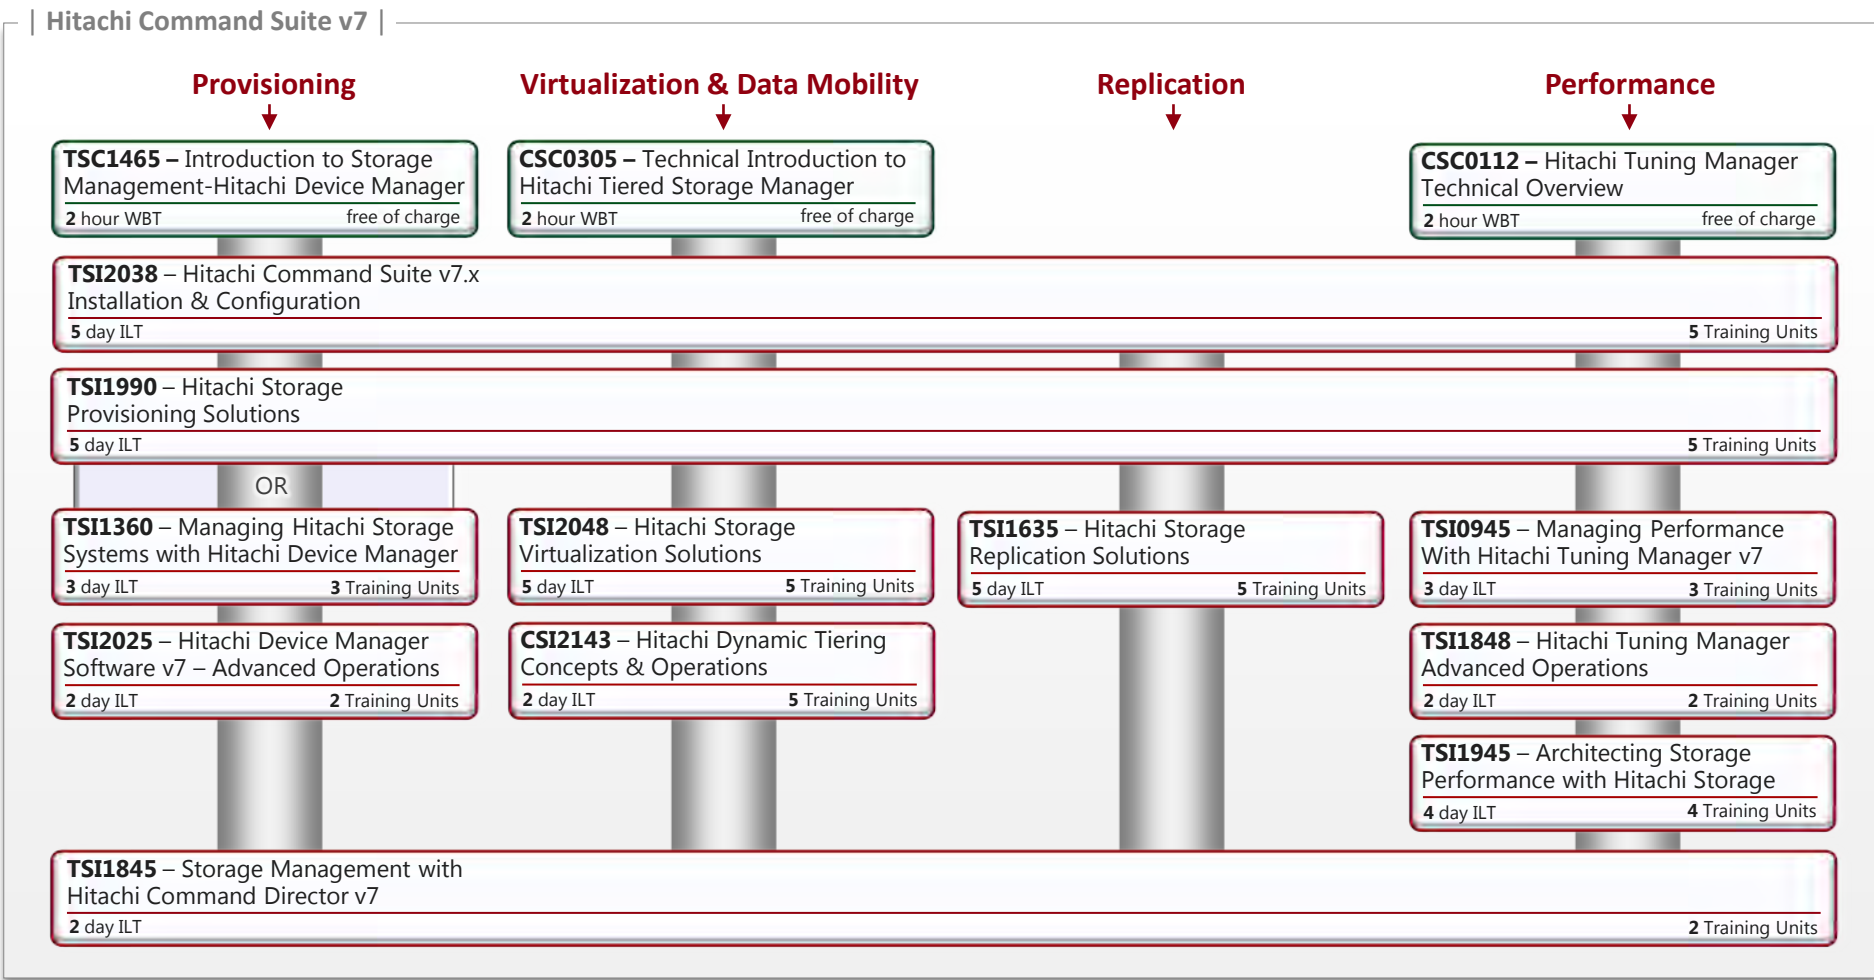 | Hitachi Command Suite v7 |
Provisioning
Virtualization & Data Mobility
Replication
Performance
TSC1465 – Introduction to Storage
Management-Hitachi Device Manager
2 hour WBT free of charge
CSC0305 – Technical Introduction to
Hitachi Tiered Storage Manager
2 hour WBT free of charge
CSC0112 – Hitachi Tuning Manager
Technical Overview
2 hour WBT free of charge
TSI2038 – Hitachi Command Suite v7.x
Installation & Configuration
5 day ILT 5 Training Units
TSI1990 – Hitachi Storage
Provisioning Solutions
5 day ILT 5 Training Units
OR
TSI1360 – Managing Hitachi Storage
Systems with Hitachi Device Manager
3 day ILT 3 Training Units
TSI2048 – Hitachi Storage
Virtualization Solutions
5 day ILT 5 Training Units
TSI1635 – Hitachi Storage
Replication Solutions
5 day ILT 5 Training Units
TSI0945 – Managing Performance
With Hitachi Tuning Manager v7
3 day ILT 3 Training Units
TSI2025 – Hitachi Device Manager
Software v7 – Advanced Operations
2 day ILT 2 Training Units
CSI2143 – Hitachi Dynamic Tiering
Concepts & Operations
2 day ILT 5 Training Units
TSI1848 – Hitachi Tuning Manager
Advanced Operations
2 day ILT 2 Training Units
TSI1945 – Architecting Storage
Performance with Hitachi Storage
4 day ILT 4 Training Units
TSI1845 – Storage Management with
Hitachi Command Director v7
2 day ILT 2 Training Units